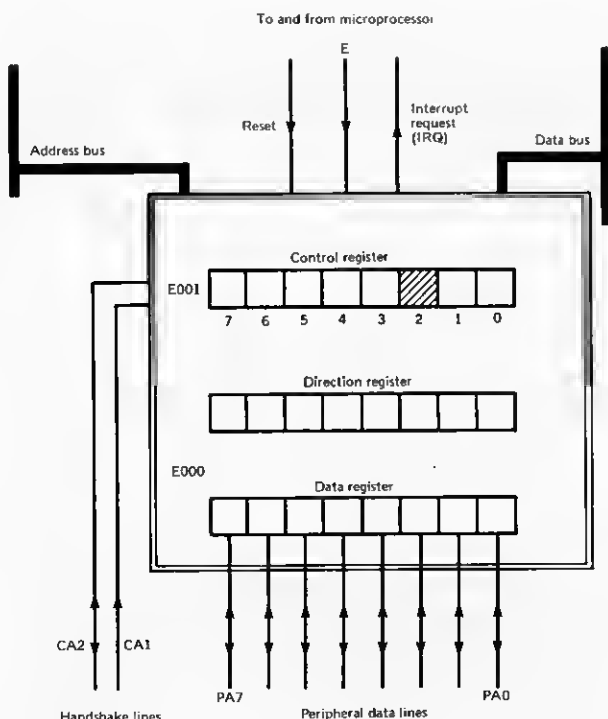 To and from microprocessor
E
Reset
Interrupt
request
(IRQ)
Address bus
Data bus
Control register
E001
7 6 5 4 3 2 1 0
Direction register
E000
Data register
CA2
CA1
PA7
PA0
Handshake lines
Peripheral data lines